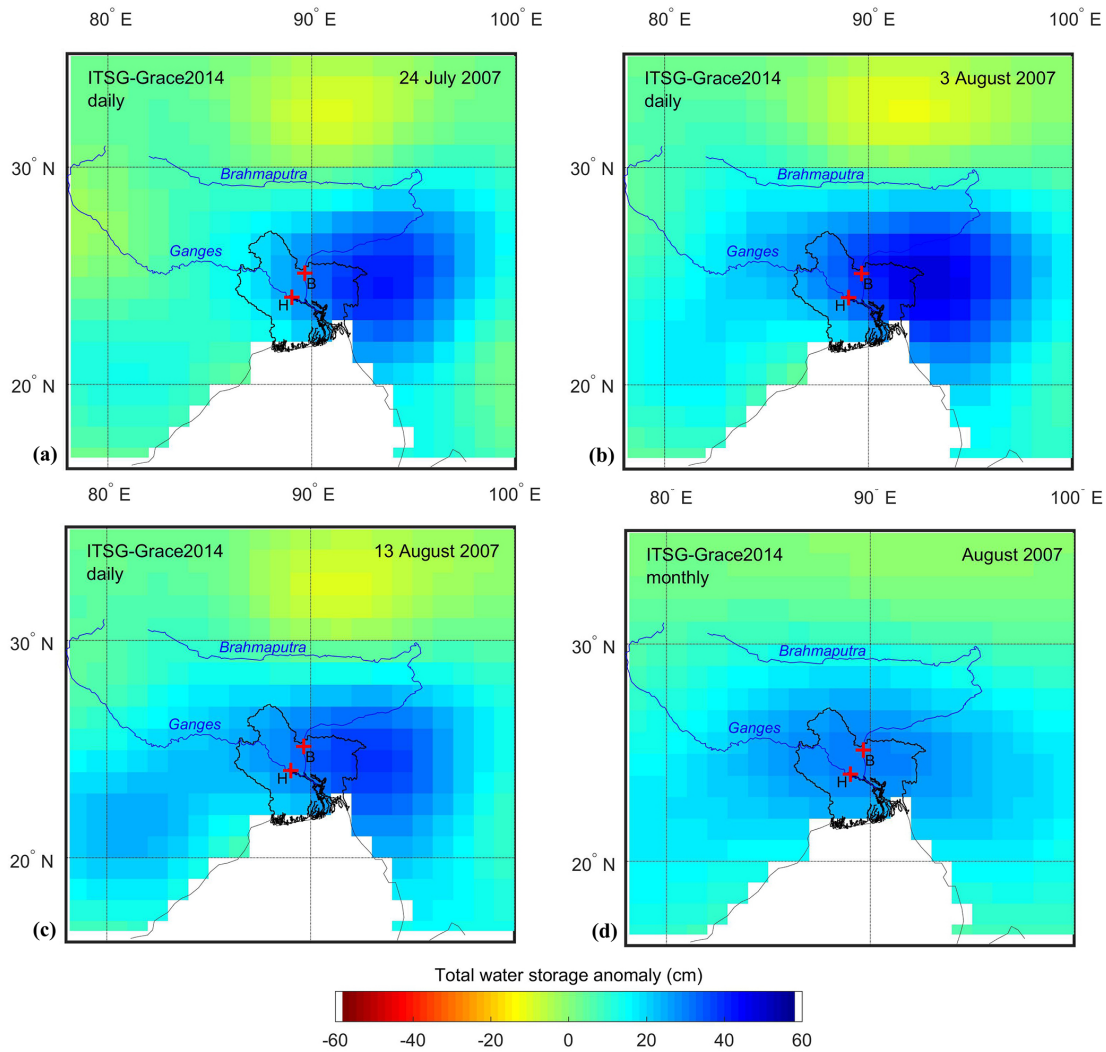 80° E 90° E 100° E 80° E 90° E 100° E
ITSG-Grace2014 24 July 2007
daily
30° N
Brahmaputra
Ganges
B
H
20° N
(a)
ITSG-Grace2014 3 August 2007
daily
30° N
Brahmaputra
Ganges
B
H
20° N
(b)
80° E 90° E 100° E 80⁻ E 90⁻ E 100⁻ E
ITSG-Grace2014 13 August 2007
daily
30° N
Brahmaputra
Ganges
B
H
20° N
(c)
ITSG-Grace2014 August 2007
monthly
30° N
Brahmaputra
Ganges
B
H
20° N
(d)
Total water storage anomaly (cm)
-60 -40 -20 0 20 40 60